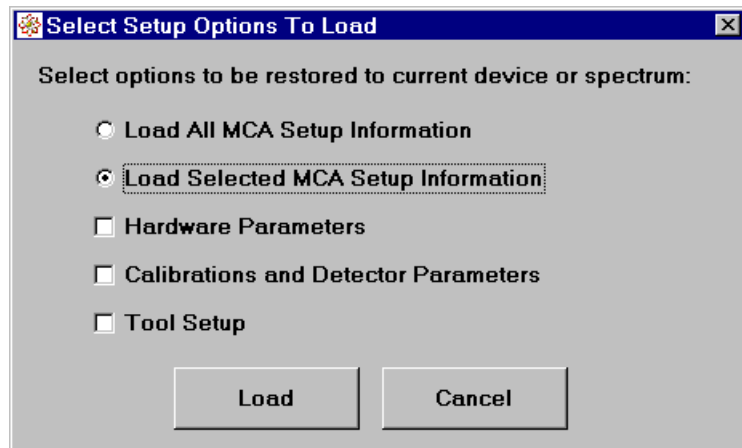 Select Setup Options To Load
Select options to be restored to current device or spectrum:
Load All MCA Setup Information
Load Selected MCA Setup Information
Hardware Parameters
Calibrations and Detector Parameters
Tool Setup
Load Cancel